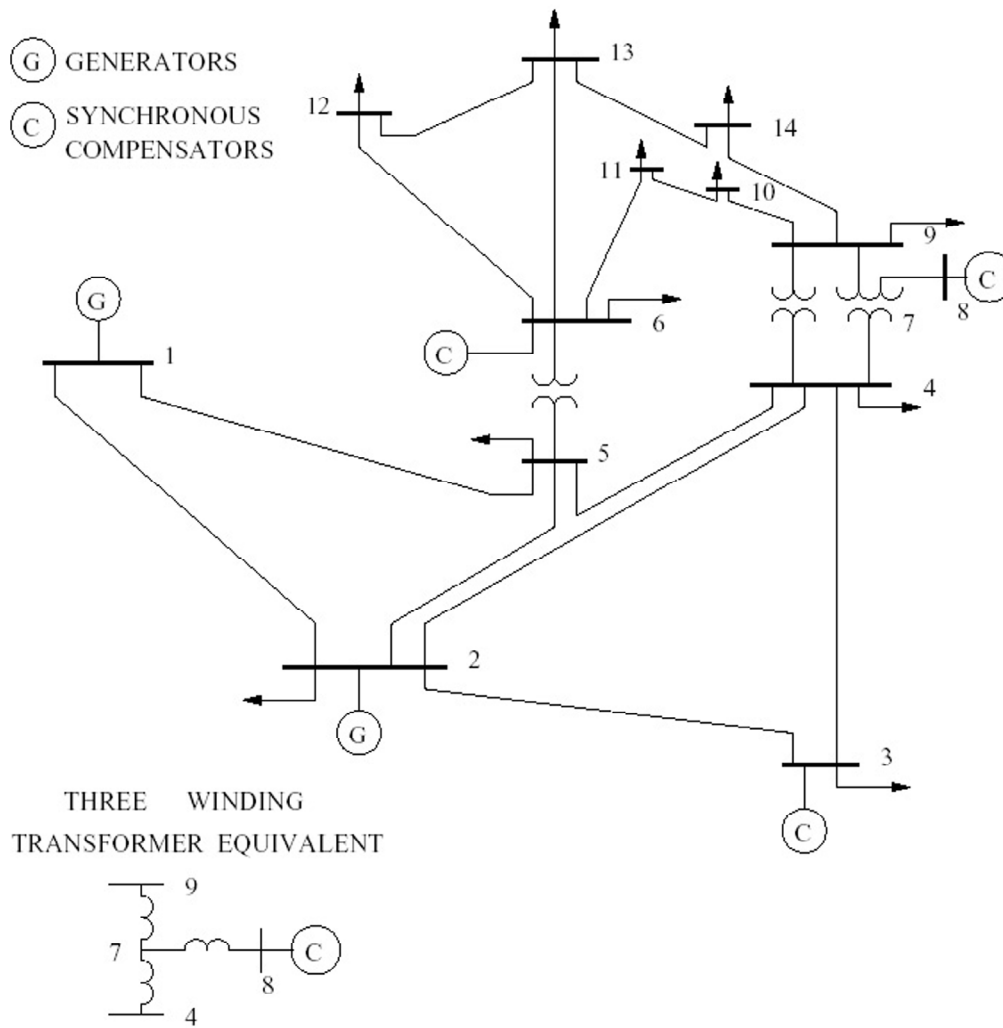 G GENERATORS
C SYNCHRONOUS
COMPENSATORS
13
12
14
11
10
9
C
8
7
G
6
C
1
4
5
2
G
3
C
THREE WINDING
TRANSFORMER EQUIVALENT
9
7
C
8
4